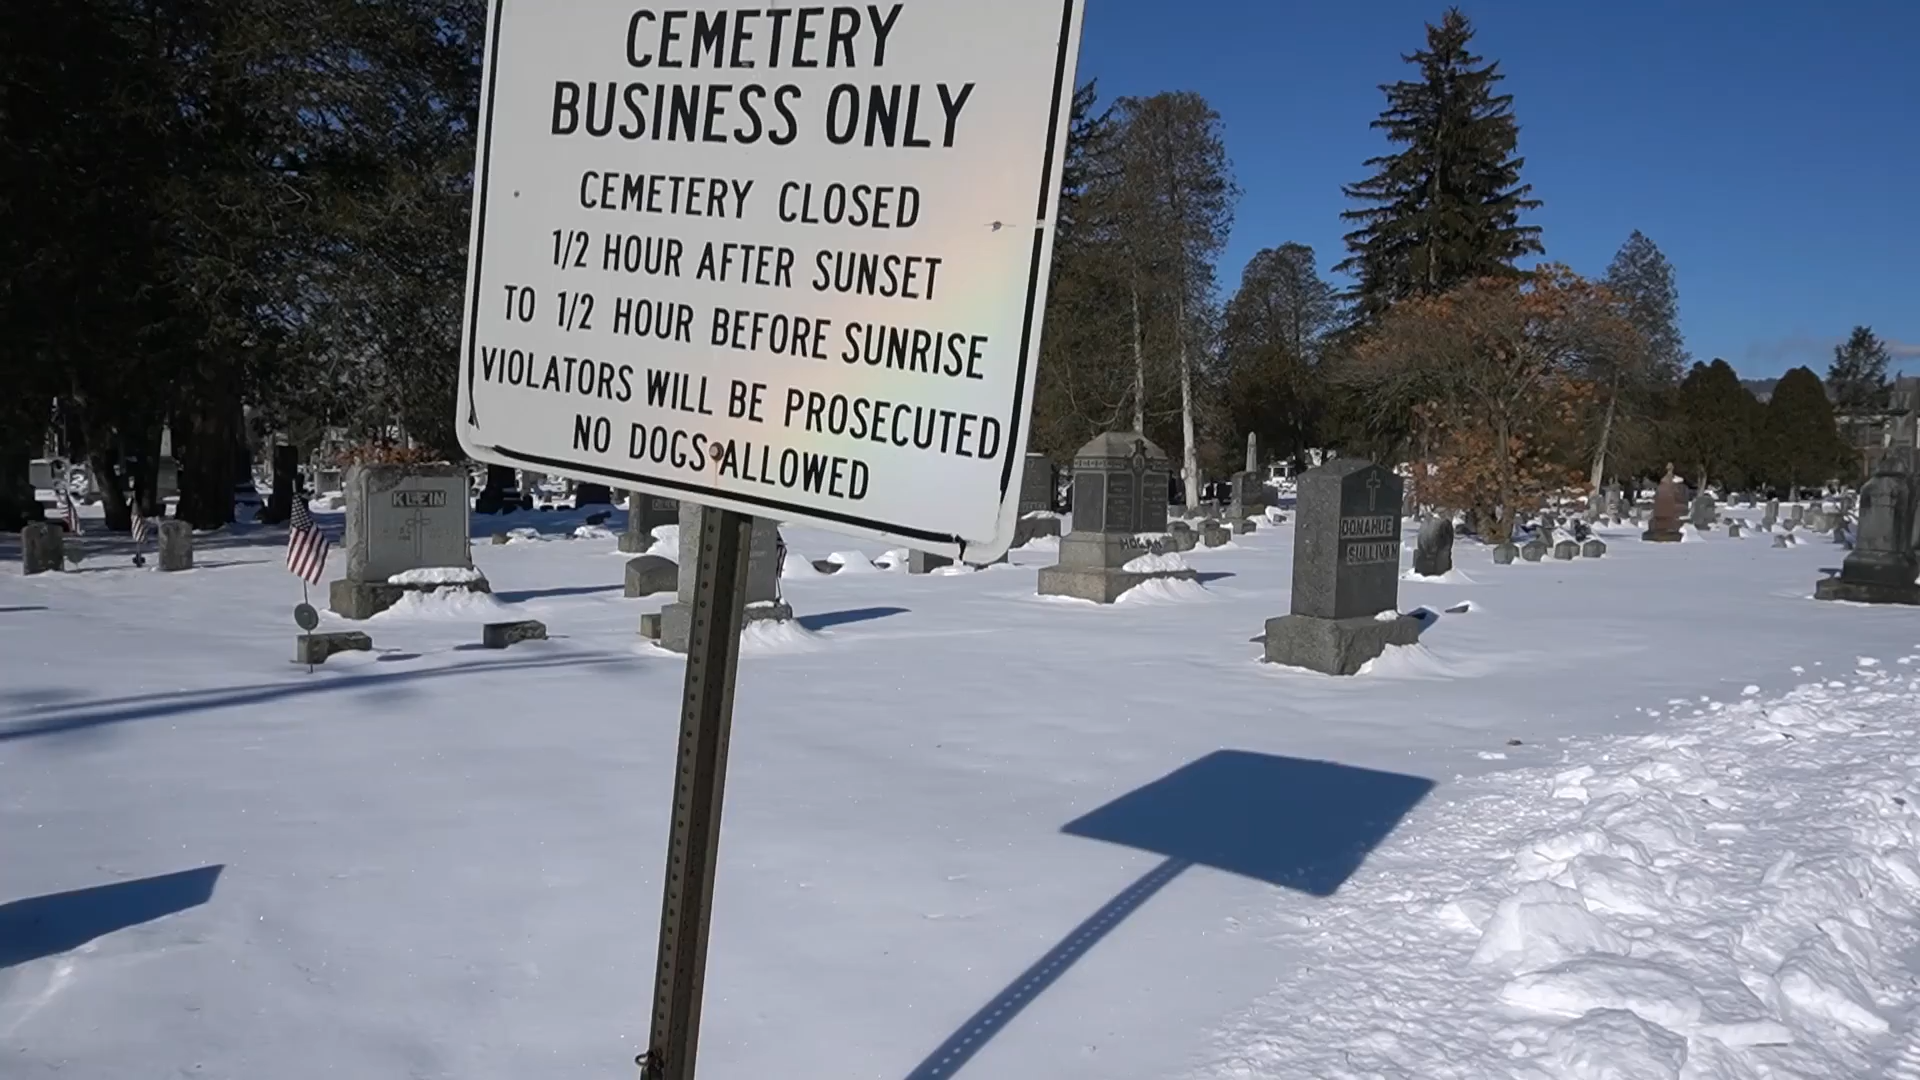 CEMETERY
BUSINESS ONLY
CEMETERY CLOSED
1/2 HOUR AFTER SUNSET
TO 1/2 HOUR BEFORE SUNRISE
VIOLATORS WILL BE PROSECUTED
NO DOGS ALLOWED
KLEIN
HOGAN
DONAHUE
SULLIVAN